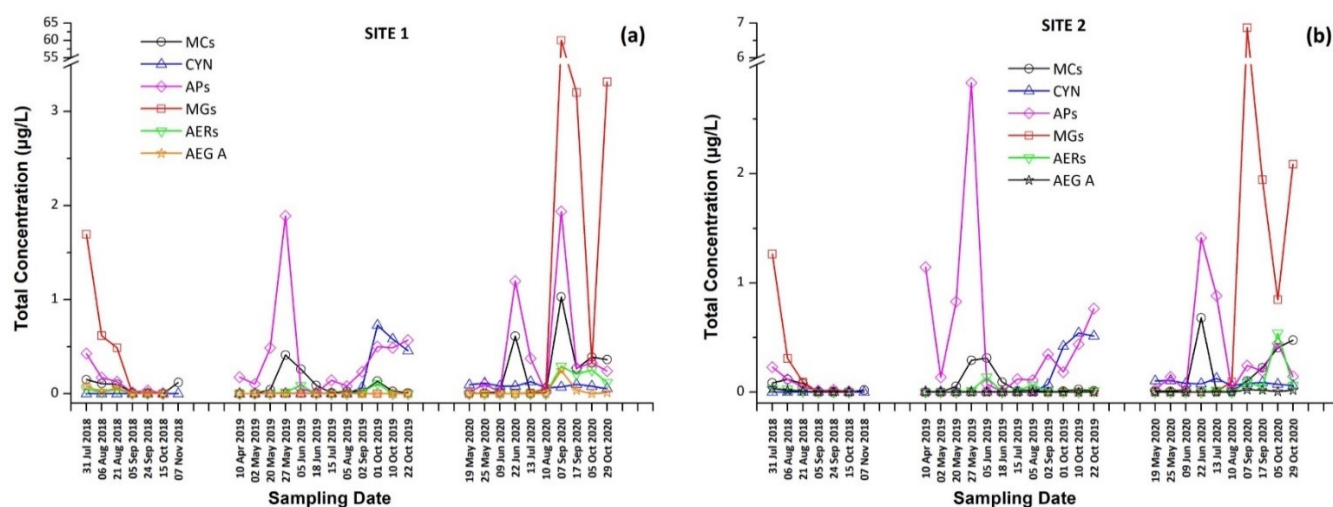 SITE 1
(a)
Total Concentration (µg/L)
65
60
55
3
2
1
0
MCs
CYN
APs
MGs
AERs
AEG A
31 Jul 2018
06 Aug 2018
21 Aug 2018
05 Sep 2018
24 Sep 2018
15 Oct 2018
07 Nov 2018
10 Apr 2019
02 May 2019
20 May 2019
27 May 2019
05 Jun 2019
18 Jun 2019
15 Jul 2019
05 Aug 2019
02 Sep 2019
01 Oct 2019
10 Oct 2019
22 Oct 2019
19 May 2020
25 May 2020
09 Jun 2020
22 Jun 2020
13 Jul 2020
10 Aug 2020
07 Sep 2020
17 Sep 2020
05 Oct 2020
29 Oct 2020
Sampling Date
SITE 2
(b)
Total Concentration (µg/L)
7
6
2
1
0
MCs
CYN
APs
MGs
AERs
AEG A
31 Jul 2018
06 Aug 2018
21 Aug 2018
05 Sep 2018
24 Sep 2018
15 Oct 2018
07 Nov 2018
10 Apr 2019
02 May 2019
20 May 2019
27 May 2019
05 Jun 2019
18 Jun 2019
15 Jul 2019
05 Aug 2019
02 Sep 2019
01 Oct 2019
10 Oct 2019
22 Oct 2019
19 May 2020
25 May 2020
09 Jun 2020
22 Jun 2020
13 Jul 2020
10 Aug 2020
07 Sep 2020
17 Sep 2020
05 Oct 2020
29 Oct 2020
Sampling Date